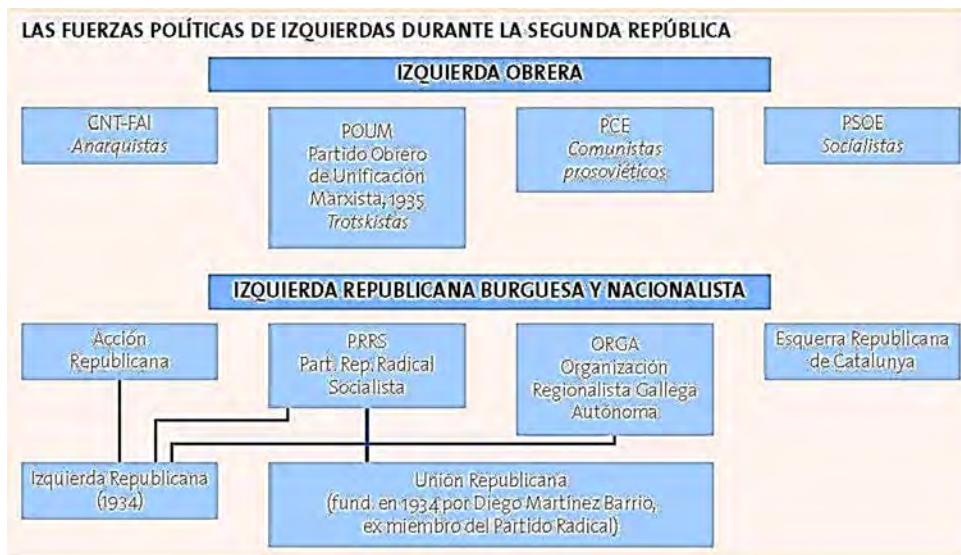 LAS FUERZAS POLÍTICAS DE IZQUIERDAS DURANTE LA SEGUNDA REPÚBLICA
IZQUIERDA OBRERA
CNT-FAI
Anarquistas
POUM
Partido Obrero
de Unificación
Marxista, 1935
Trotskistas
PCE
Comunistas
prosoviéticos
PSOE
Socialistas
IZQUIERDA REPUBLICANA BURGUESA Y NACIONALISTA
Acción
Republicana
PRRS
Part. Rep. Radical
Socialista
ORGA
Organización
Regionalista Gallega
Autónoma
Esquerra Republicana
de Catalunya
Izquierda Republicana
(1934)
Unión Republicana
(fund. en 1934 por Diego Martínez Barrio,
ex miembro del Partido Radical)